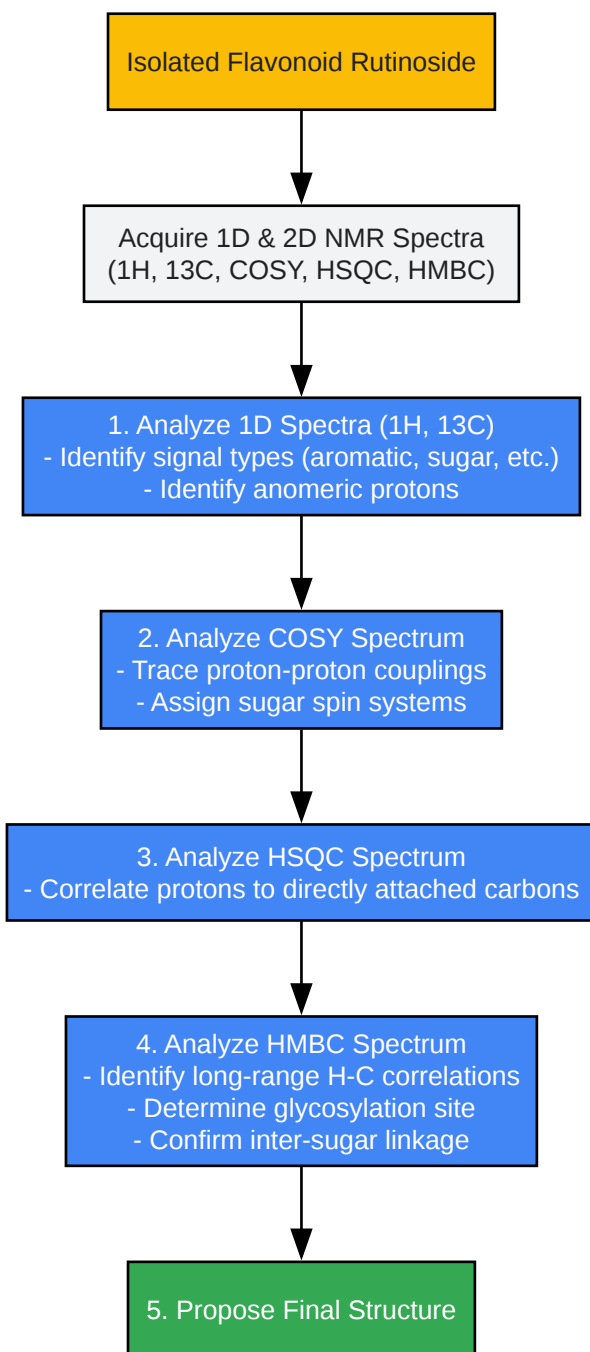 Isolated Flavonoid Rutinoside
Acquire 1D & 2D NMR Spectra
(1H, 13C, COSY, HSQC, HMBC)
1. Analyze 1D Spectra (1H, 13C)
- Identify signal types (aromatic, sugar, etc.)
- Identify anomeric protons
2. Analyze COSY Spectrum
- Trace proton-proton couplings
- Assign sugar spin systems
3. Analyze HSQC Spectrum
- Correlate protons to directly attached carbons
4. Analyze HMBC Spectrum
- Identify long-range H-C correlations
- Determine glycosylation site
- Confirm inter-sugar linkage
5. Propose Final Structure